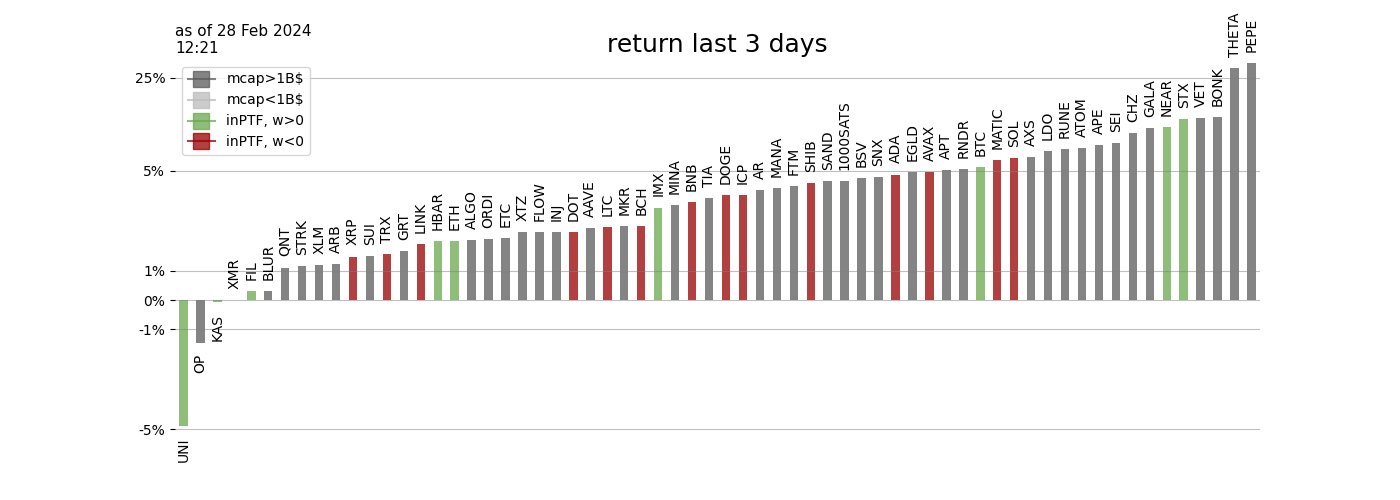 as of 28 Feb 2024
12:21
return last 3 days
mcap>1B$
mcap<1B$
inPTF, w>0
inPTF, w<0
25%
5%
1%
0%
-1%
-5%
UNI
OP
KAS
XMR
FIL
BLUR
QNT
STRK
XLM
ARB
XRP
SUI
TRX
GRT
LINK
HBAR
ETH
ALGO
ORDI
ETC
XTZ
FLOW
INJ
DOT
AAVE
LTC
MKR
BCH
IMX
MINA
BNB
TIA
DOGE
ICP
AR
MANA
FTM
SHIB
SAND
1000SATS
BSV
SNX
ADA
EGLD
AVAX
APT
RNDR
BTC
MATIC
SOL
AXS
LDO
RUNE
ATOM
APE
SEI
CHZ
GALA
NEAR
STX
VET
BONK
THETA
PEPE